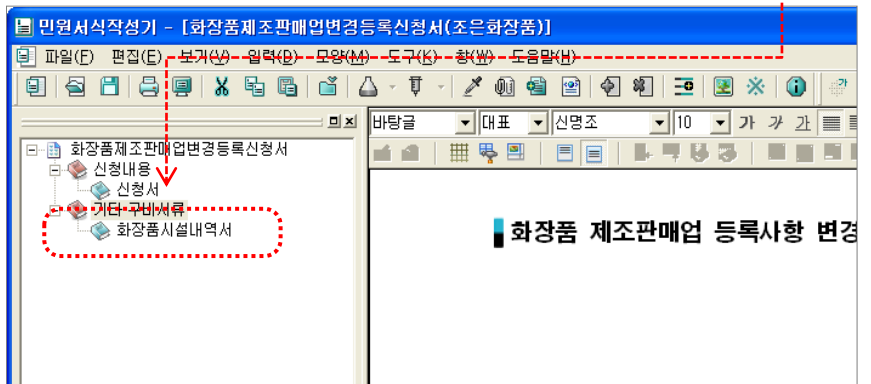 민원서식작성기 - [화장품제조판매업변경등록신청서(조은화장품)]
파일(F) 편집(E) 보기(V) 입력(D) 모양(M) 도구(K) 창(W) 도움말(H)
바탕글 대표 신명조 10 가 가 가
화장품제조판매업변경등록신청서
신청내용
신청서
기타 구비서류
화장품시설내역서
화장품 제조판매업 등록사항 변경